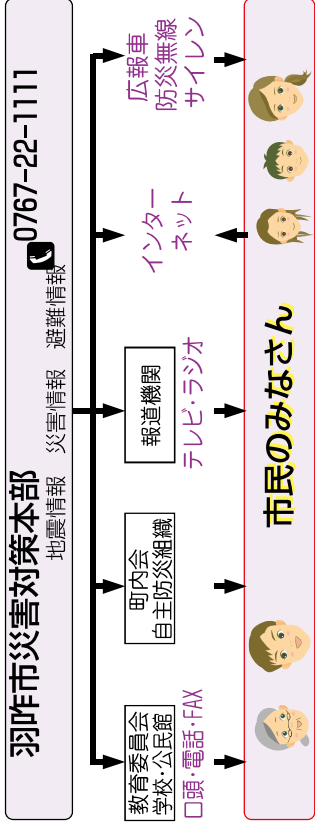 羽咋市災害対策本部 0767-22-1111
地震情報 災害情報 避難情報
教育委員会
学校・公民館
口頭・電話・FAX
町内会
自主防災組織
報道機関
テレビ・ラジオ
インター
ネット
広報車
防災無線
サイレン
市民のみなさん